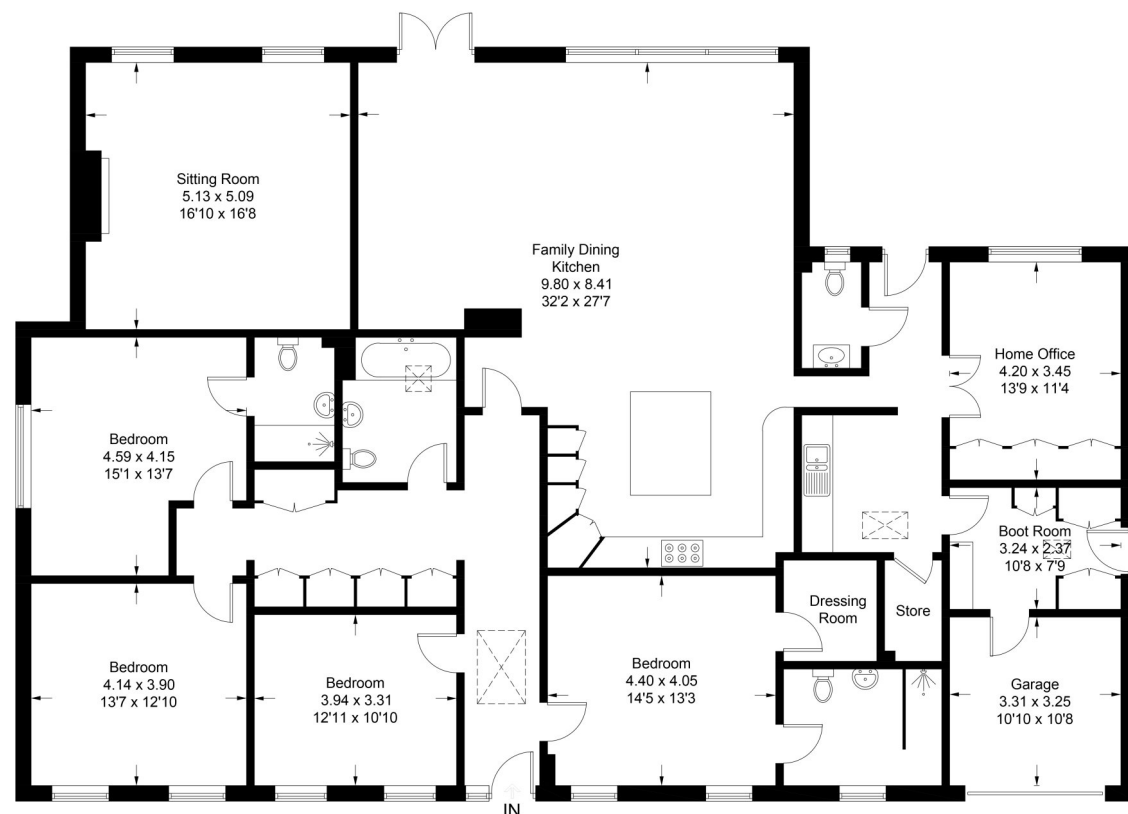 Sitting Room
5.13 x 5.09
16'10 x 16'8
Family Dining
Kitchen
9.80 x 8.41
32'2 x 27'7
Home Office
4.20 x 3.45
13'9 x 11'4
Bedroom
4.59 x 4.15
15'1 x 13'7
Boot Room
3.24 x 2.37
10'8 x 7'9
Dressing
Room
Store
Bedroom
4.14 x 3.90
13'7 x 12'10
Bedroom
3.94 x 3.31
12'11 x 10'10
Bedroom
4.40 x 4.05
14'5 x 13'3
Garage
3.31 x 3.25
10'10 x 10'8
IN